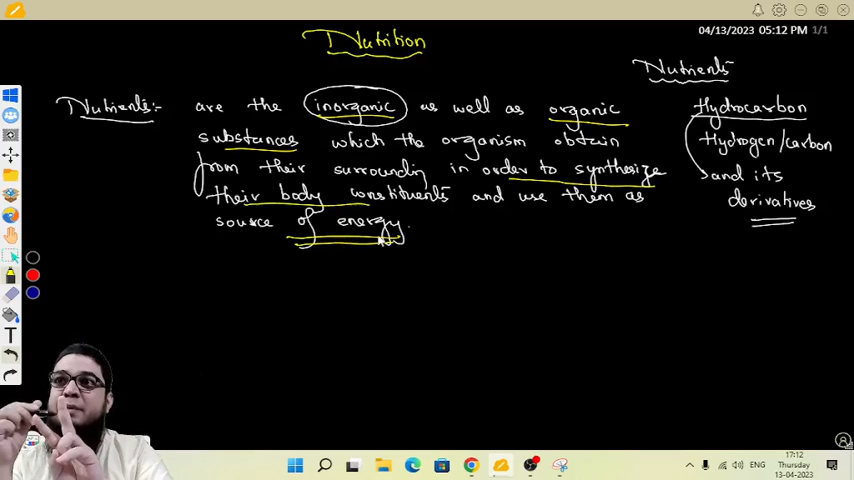 04/13/2023 05:12 PM 1/1
Nutrition
Nutrients
Nutrients:- are the inorganic as well as organic
substances which the organism obtain
from their surrounding in order to synthesize
their body constituents and use them as
source of energy.
Hydrocarbon
Hydrogen/carbon
and its
derivatives
T
ENG
17:12
Thursday
13-04-2023